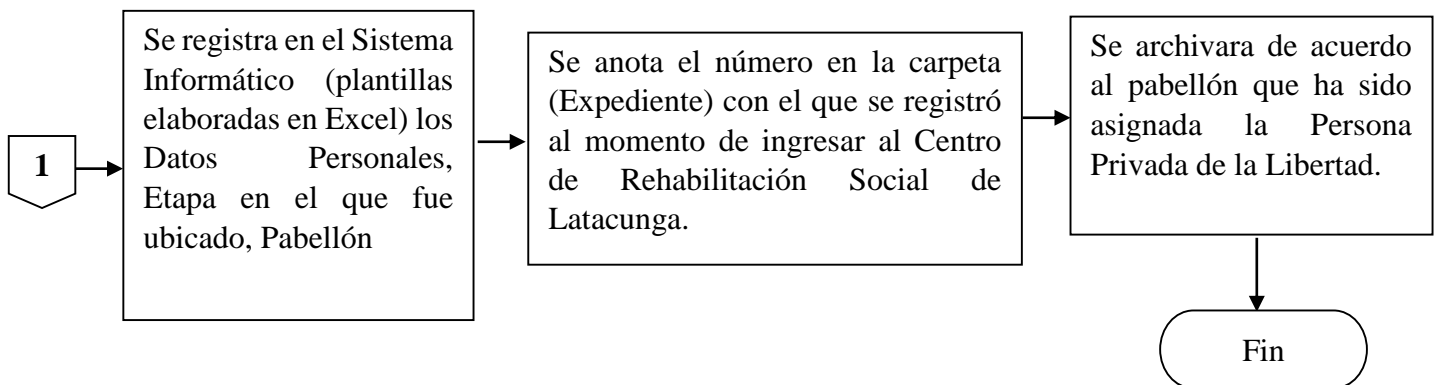 1
Se registra en el Sistema
Informático (plantillas
elaboradas en Excel) los
Datos Personales,
Etapa en el que fue
ubicado, Pabellón
Se anota el número en la carpeta
(Expediente) con el que se registró
al momento de ingresar al Centro
de Rehabilitación Social de
Latacunga.
Se archivara de acuerdo
al pabellón que ha sido
asignada la Persona
Privada de la Libertad.
Fin